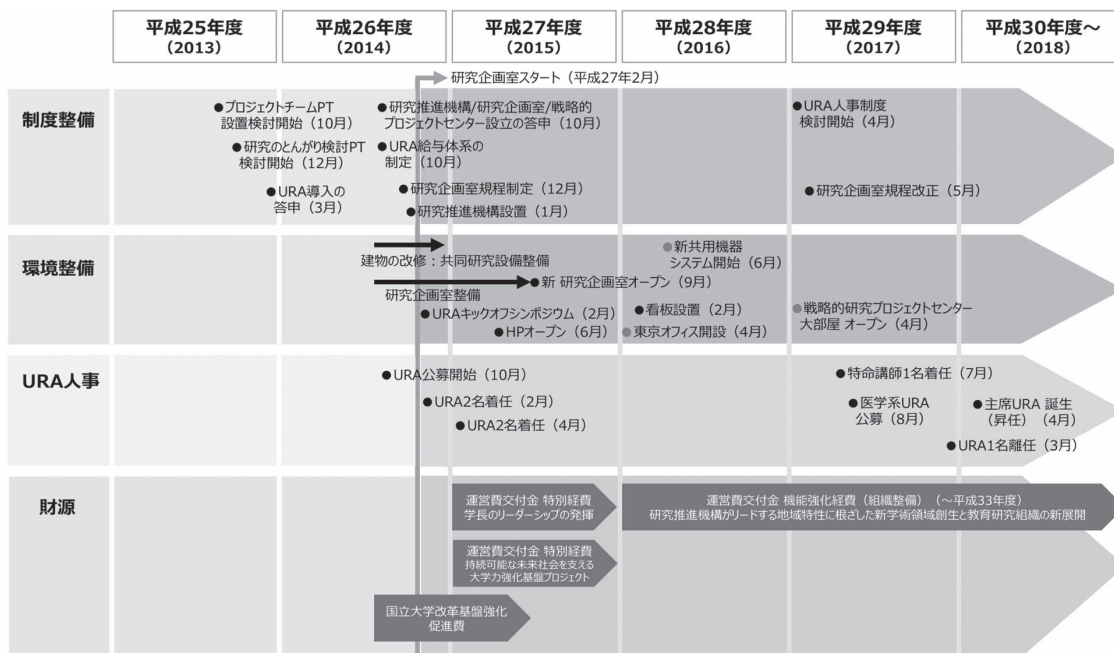 平成25年度
(2013)
平成26年度
(2014)
平成27年度
(2015)
平成28年度
(2016)
平成29年度
(2017)
平成30年度～
(2018)
研究企画室スタート（平成27年2月）
制度整備
●プロジェクトチームPT
設置検討開始（10月）
●研究のとんがり検討PT
検討開始（12月）
●URA導入の
答申（3月）
●研究推進機構/研究企画室/戦略的
プロジェクトセンター設立の答申（10月）
●URA給与体系の
制定（10月）
●研究企画室規程制定（12月）
●研究推進機構設置（1月）
●URA人事制度
検討開始（4月）
●研究企画室規程改正（5月）
環境整備
建物の改修：共同研究設備整備
研究企画室整備
●新 研究企画室オープン（9月）
●URAキックオフシンポジウム（2月）
●HPオープン（6月）
●新共用機器
システム開始（6月）
●看板設置（2月）
●東京オフィス開設（4月）
●戦略的研究プロジェクトセンター
大部屋 オープン（4月）
URA人事
●URA公募開始（10月）
●URA2名着任（2月）
●URA2名着任（4月）
●特命講師1名着任（7月）
●医学系URA
公募（8月）
●主席URA 誕生
（昇任）（4月）
●URA1名離任（3月）
財源
運営費交付金 特別経費
学長のリーダーシップの発揮
運営費交付金 機能強化経費（組織整備）（～平成33年度）
研究推進機構がリードする地域特性に根ざした新学術領域創生と教育研究組織の新展開
運営費交付金 特別経費
持続可能な未来社会を支える
大学力強化基盤プロジェクト
国立大学改革基盤強化
促進費